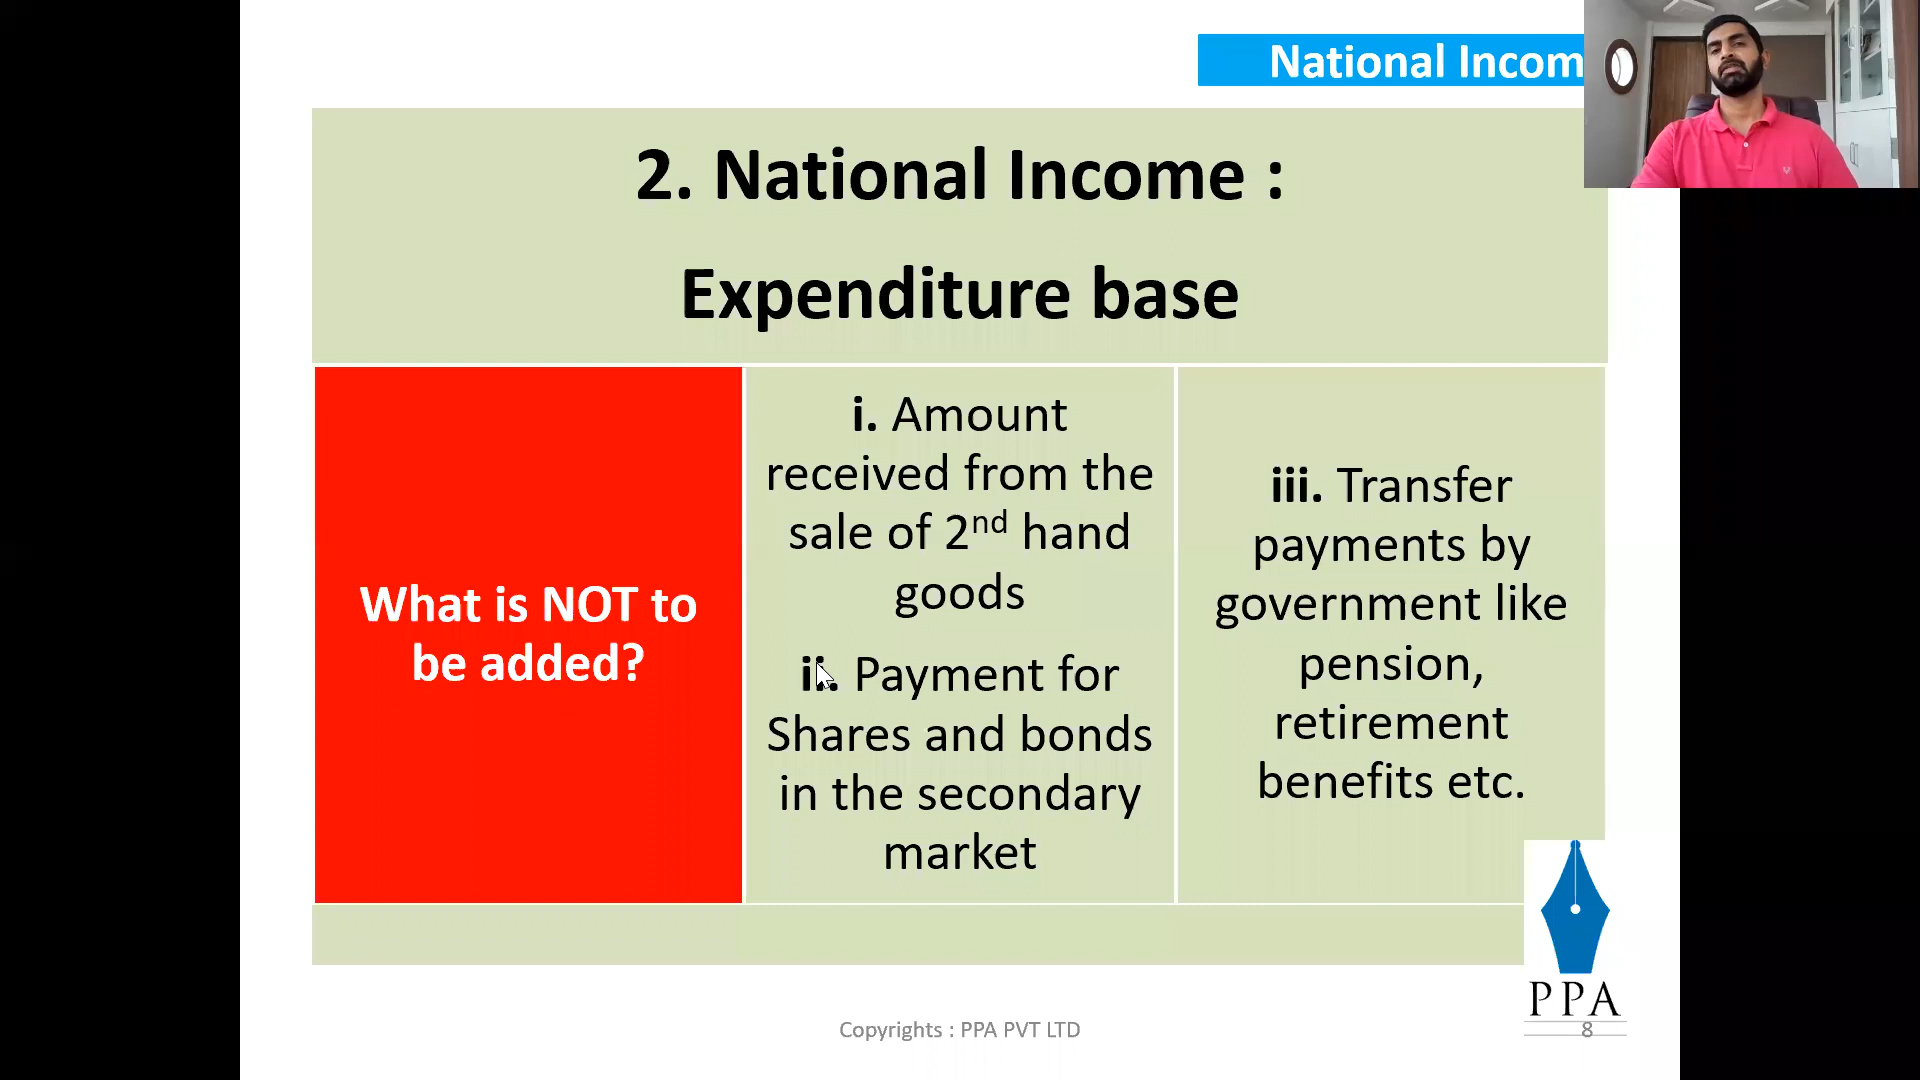 National Incom
2. National Income :
Expenditure base
What is NOT to
be added?
i. Amount
received from the
sale of 2nd hand
goods
ii. Payment for
Shares and bonds
in the secondary
market
iii. Transfer
payments by
government like
pension,
retirement
benefits etc.
PPA
Copyrights : PPA PVT LTD
8